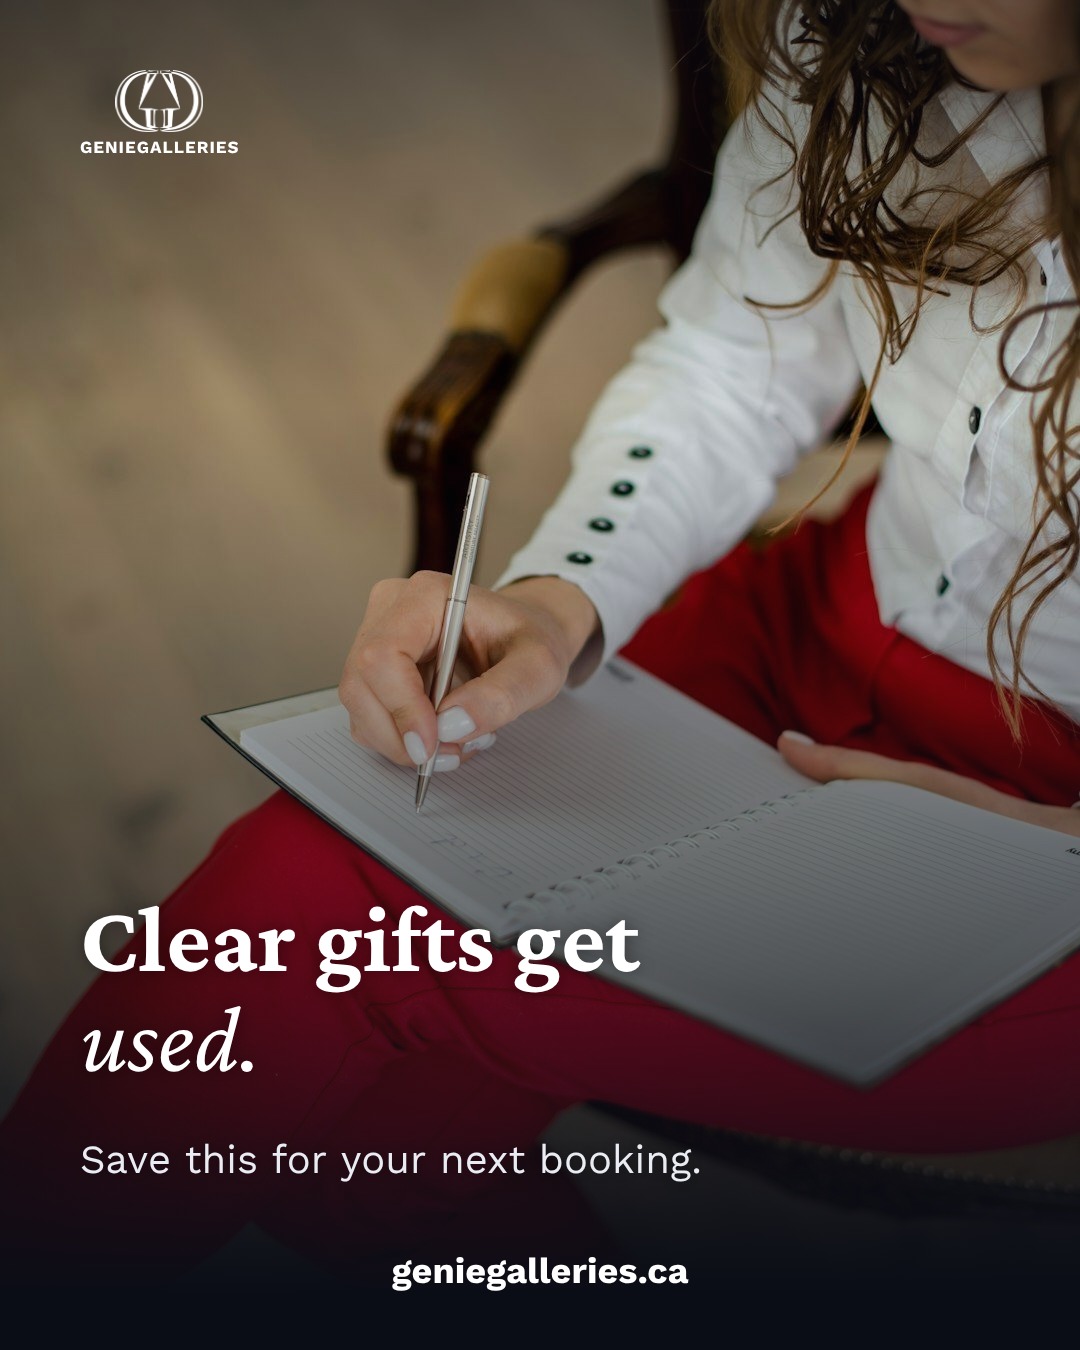 GENIEGALLERIES
Clear gifts get
used.
Save this for your next booking.
geniegalleries.ca